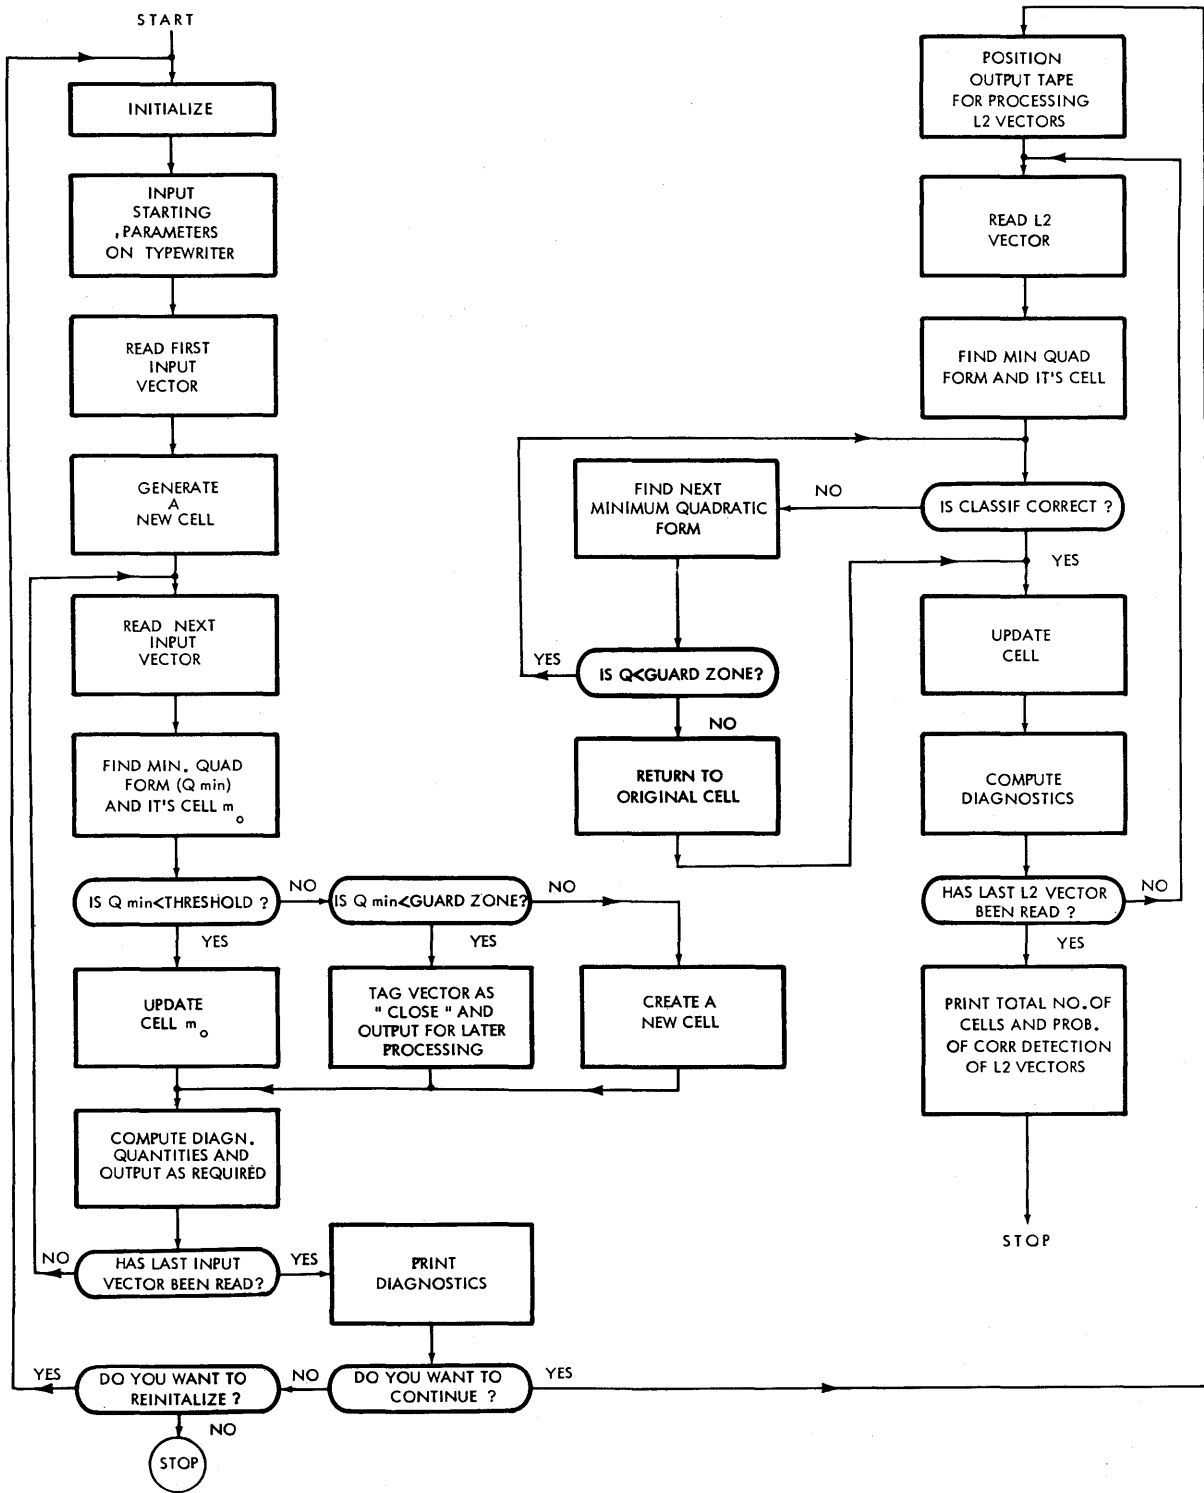 START
INITIALIZE
INPUT
STARTING
,PARAMETERS
ON TYPEWRITER
READ FIRST
INPUT
VECTOR
GENERATE
A
NEW CELL
READ NEXT
INPUT
VECTOR
FIND MIN. QUAD
FORM (Q min)
AND IT'S CELL m
o
IS Q min<THRESHOLD ?
NO
IS Q min<GUARD ZONE?
NO
YES
YES
UPDATE
CELL m
o
TAG VECTOR AS
" CLOSE " AND
OUTPUT FOR LATER
PROCESSING
CREATE A
NEW CELL
COMPUTE DIAGN.
QUANTITIES AND
OUTPUT AS REQUIRED
NO
HAS LAST INPUT
VECTOR BEEN READ?
YES
PRINT
DIAGNOSTICS
YES
DO YOU WANT TO
REINITALIZE ?
NO
DO YOU WANT TO
CONTINUE ?
YES
NO
STOP
POSITION
OUTPUT TAPE
FOR PROCESSING
L2 VECTORS
READ L2
VECTOR
FIND MIN QUAD
FORM AND IT'S CELL
IS CLASSIF CORRECT ?
NO
FIND NEXT
MINIMUM QUADRATIC
FORM
YES
YES
IS Q<GUARD ZONE?
NO
RETURN TO
ORIGINAL CELL
UPDATE
CELL
COMPUTE
DIAGNOSTICS
HAS LAST L2 VECTOR
BEEN READ ?
NO
YES
PRINT TOTAL NO.OF
CELLS AND PROB.
OF CORR DETECTION
OF L2 VECTORS
STOP